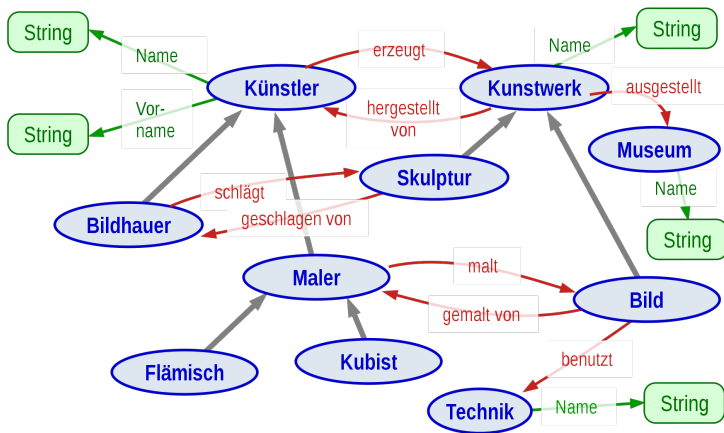 String
String
erzeugt
Name
Name
Künstler
Kunstwerk
ausgestellt
hergestellt
von
Vor-
name
String
Museum
Skulptur
schlägt
Name
Bildhauer
geschlagen von
String
Maler
malt
Bild
gemalt von
Flämisch
Kubist
benutzt
Technik
Name
String